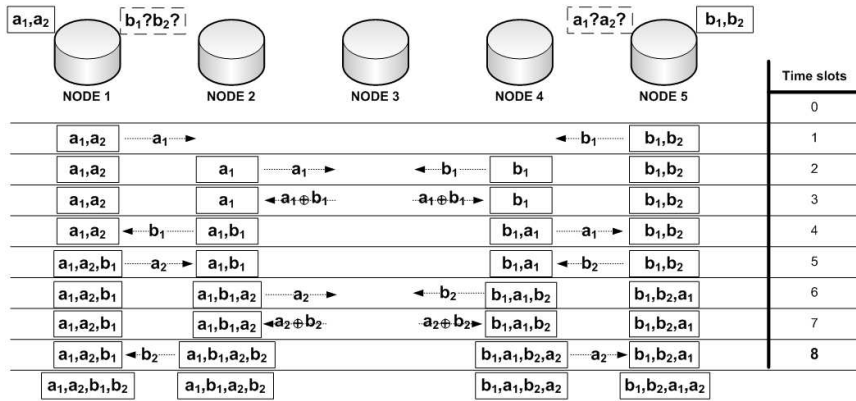 a₁,a₂ b₁?b₂? a₁?a₂? b₁,b₂
NODE 1 NODE 2 NODE 3 NODE 4 NODE 5 Time slots
0
a₁,a₂ a₁ b₁ b₁,b₂ 1
a₁,a₂ a₁ a₁ b₁ b₁ b₁,b₂ 2
a₁,a₂ a₁ a₁⊕b₁ a₁⊕b₁ b₁ b₁,b₂ 3
a₁,a₂ b₁ a₁,b₁ b₁,a₁ a₁ b₁,b₂ 4
a₁,a₂,b₁ a₂ a₁,b₁ b₁,a₁ b₂ b₁,b₂ 5
a₁,a₂,b₁ a₁,b₁,a₂ a₂ b₂ b₁,a₁,b₂ b₁,b₂,a₁ 6
a₁,a₂,b₁ a₁,b₁,a₂ a₂⊕b₂ a₂⊕b₂ b₁,a₁,b₂ b₁,b₂,a₁ 7
a₁,a₂,b₁ b₂ a₁,b₁,a₂,b₂ b₁,a₁,b₂,a₂ a₂ b₁,b₂,a₁ 8
a₁,a₂,b₁,b₂ a₁,b₁,a₂,b₂ b₁,a₁,b₂,a₂ b₁,b₂,a₁,a₂